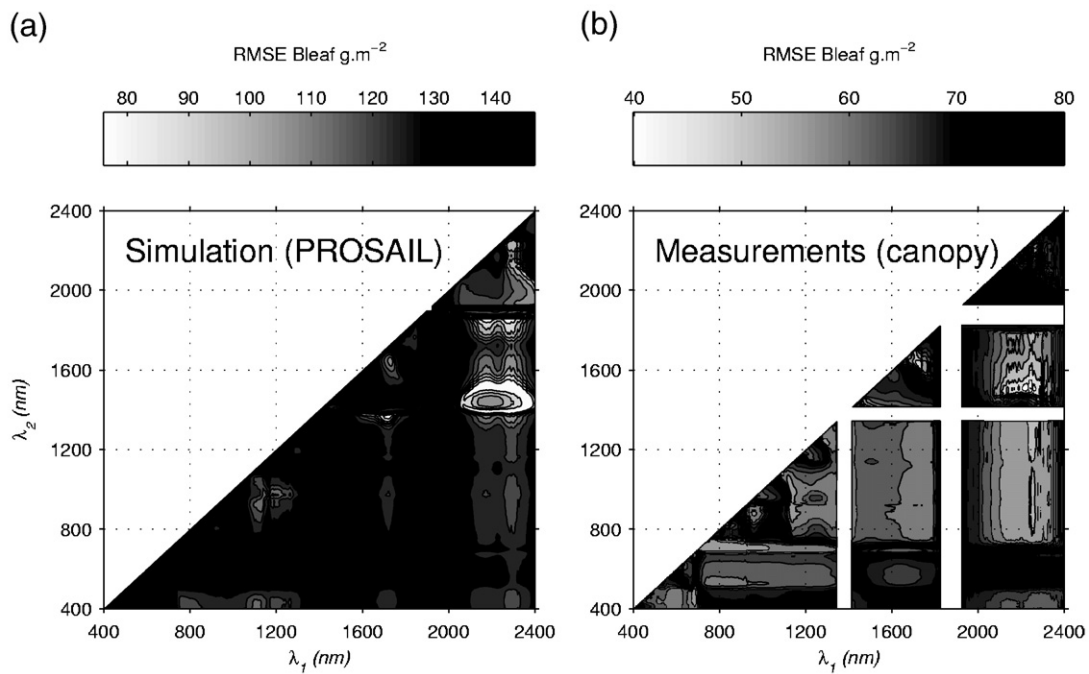 (a)
RMSE Bleaf g.m⁻²
80 90 100 110 120 130 140
2400
2000
1600
1200
800
400
λ₂ (nm)
Simulation (PROSAIL)
400 800 1200 1600 2000 2400
λ₁ (nm)
(b)
RMSE Bleaf g.m⁻²
40 50 60 70 80
2400
2000
1600
1200
800
400
λ₂ (nm)
Measurements (canopy)
400 800 1200 1600 2000 2400
λ₁ (nm)